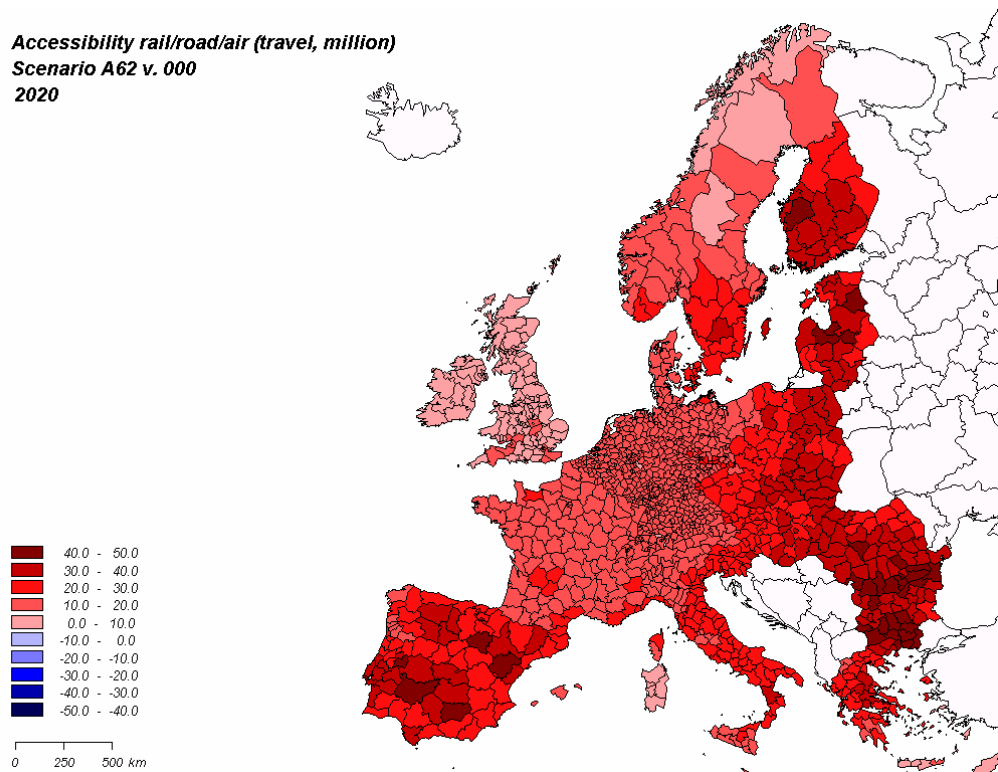 Accessibility rail/road/air (travel, million)
Scenario A62 v. 000
2020
40.0 - 50.0
30.0 - 40.0
20.0 - 30.0
10.0 - 20.0
0.0 - 10.0
-10.0 - 0.0
-20.0 - -10.0
-30.0 - -20.0
-40.0 - -30.0
-50.0 - -40.0
0 250 500 km